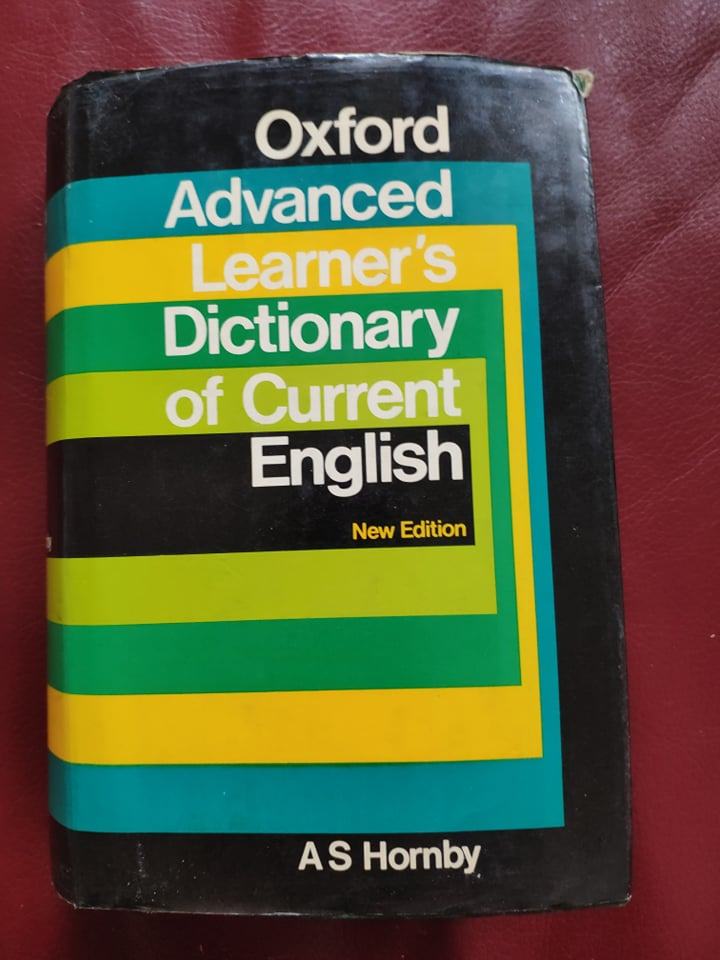 Oxford
Advanced
Learner's
Dictionary
of Current
English
New Edition
A S Hornby